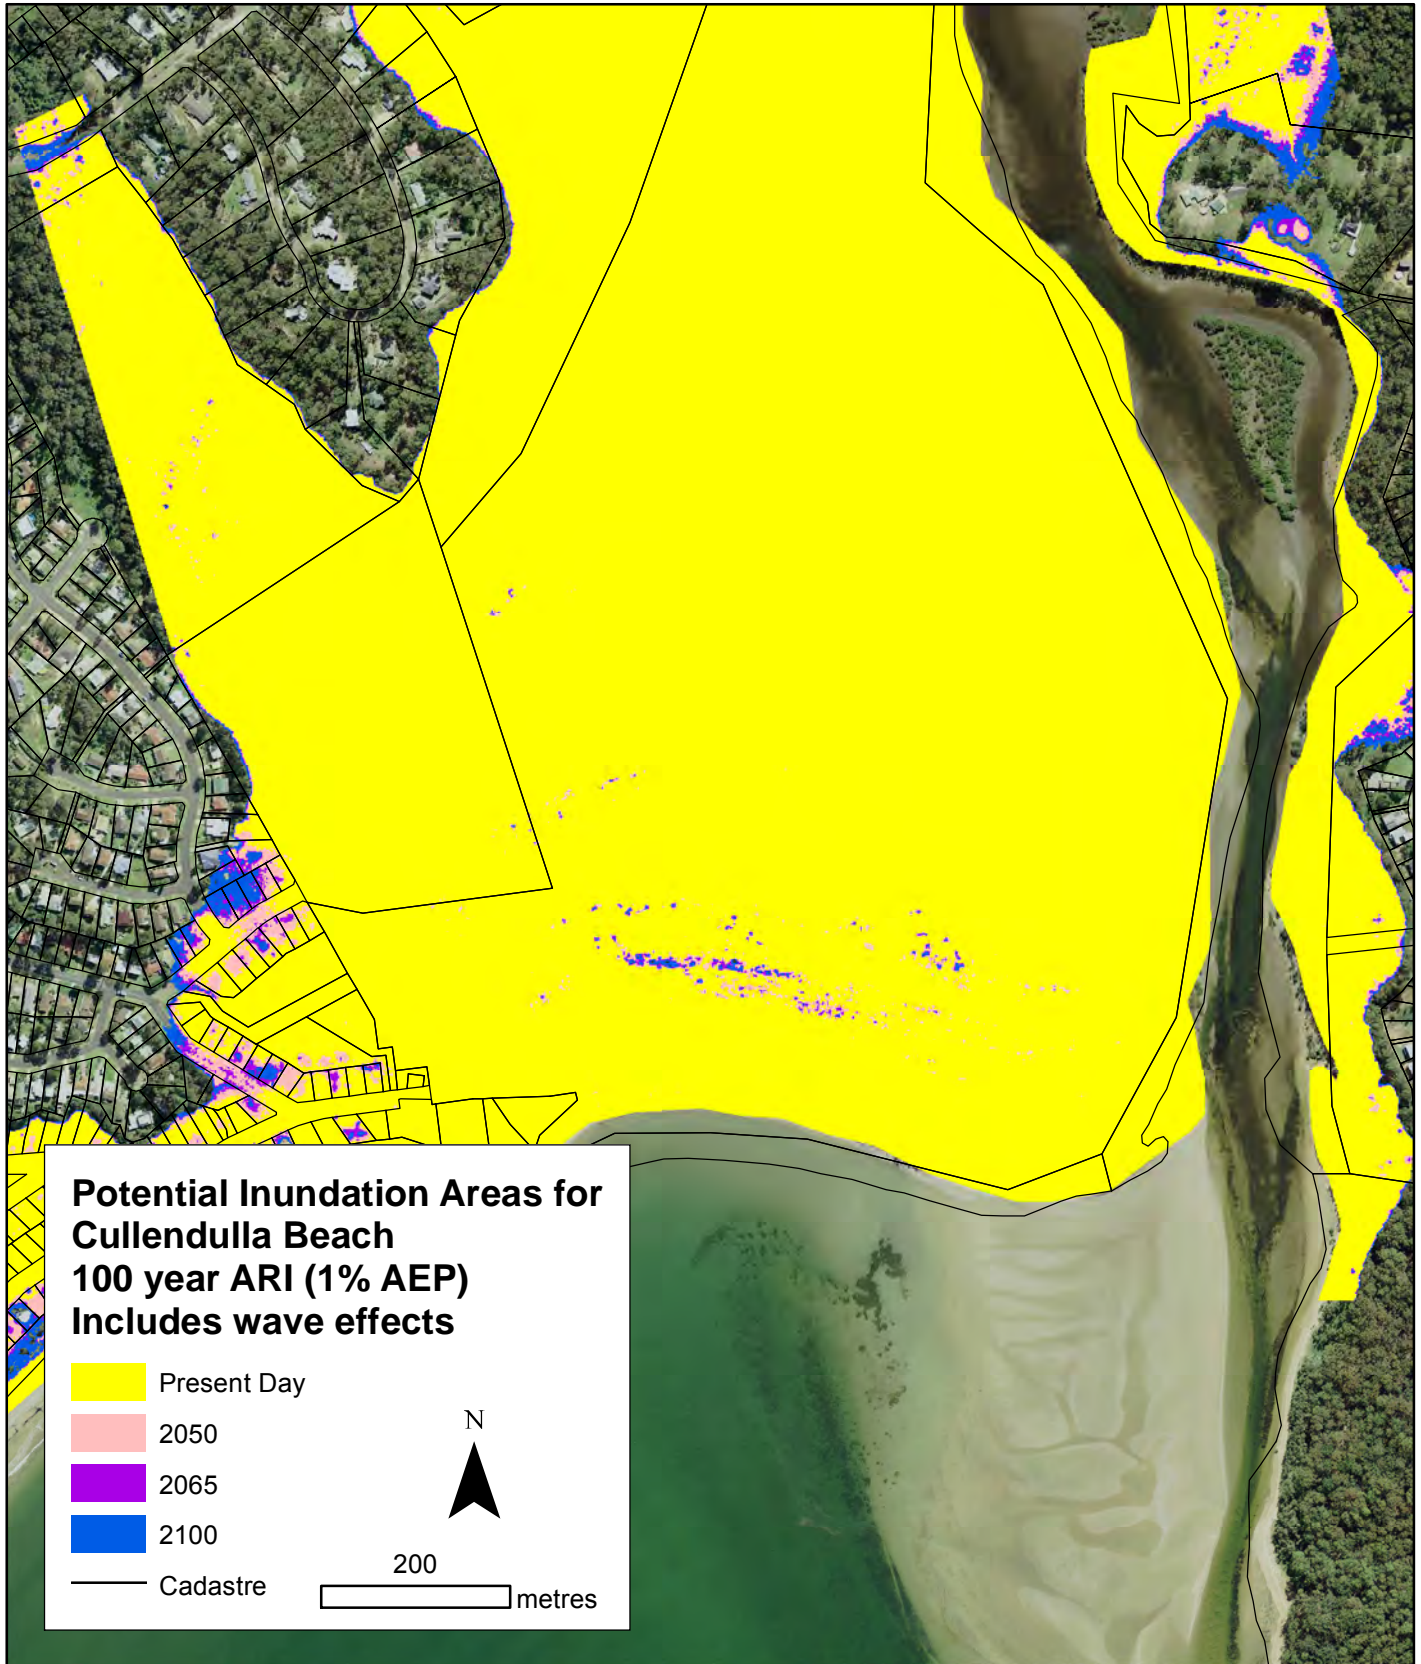 Potential Inundation Areas for
Cullendulla Beach
100 year ARI (1% AEP)
Includes wave effects
Present Day
2050
2065
2100
Cadastre
N
200
metres